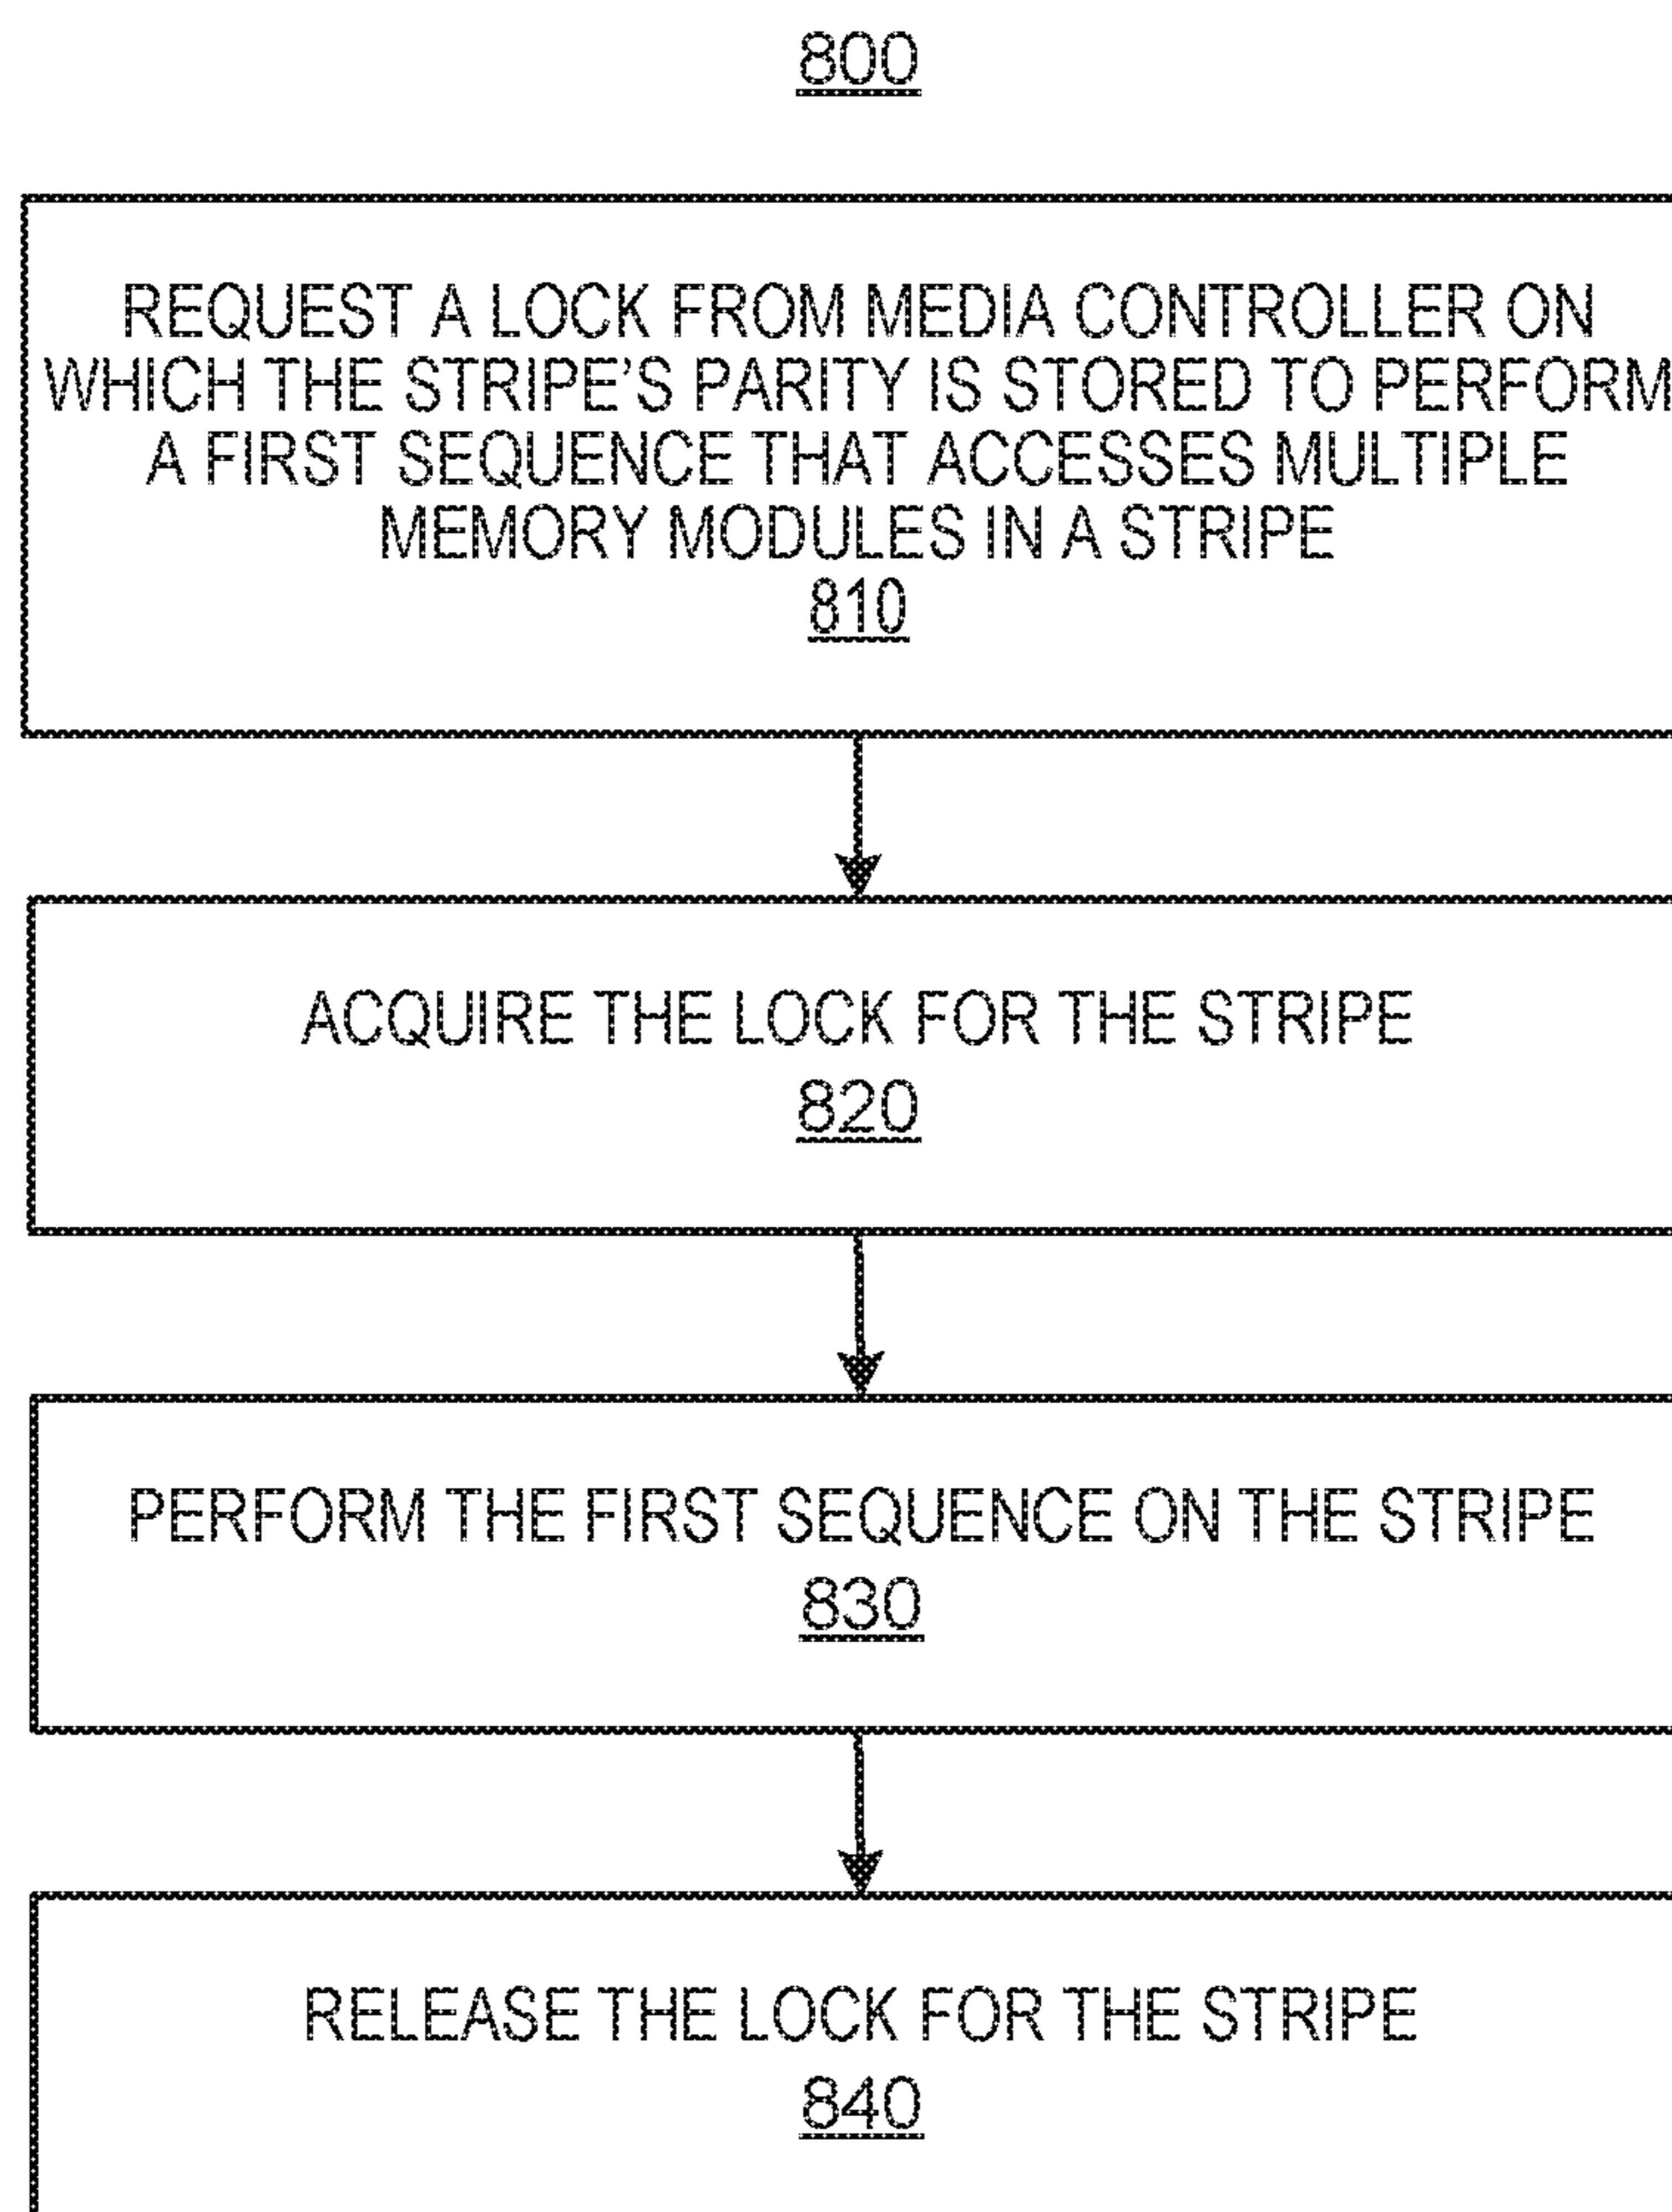 800
REQUEST A LOCK FROM MEDIA CONTROLLER ON
WHICH THE STRIPE'S PARITY IS STORED TO PERFORM
A FIRST SEQUENCE THAT ACCESSES MULTIPLE
MEMORY MODULES IN A STRIPE
810
ACQUIRE THE LOCK FOR THE STRIPE
820
PERFORM THE FIRST SEQUENCE ON THE STRIPE
830
RELEASE THE LOCK FOR THE STRIPE
840